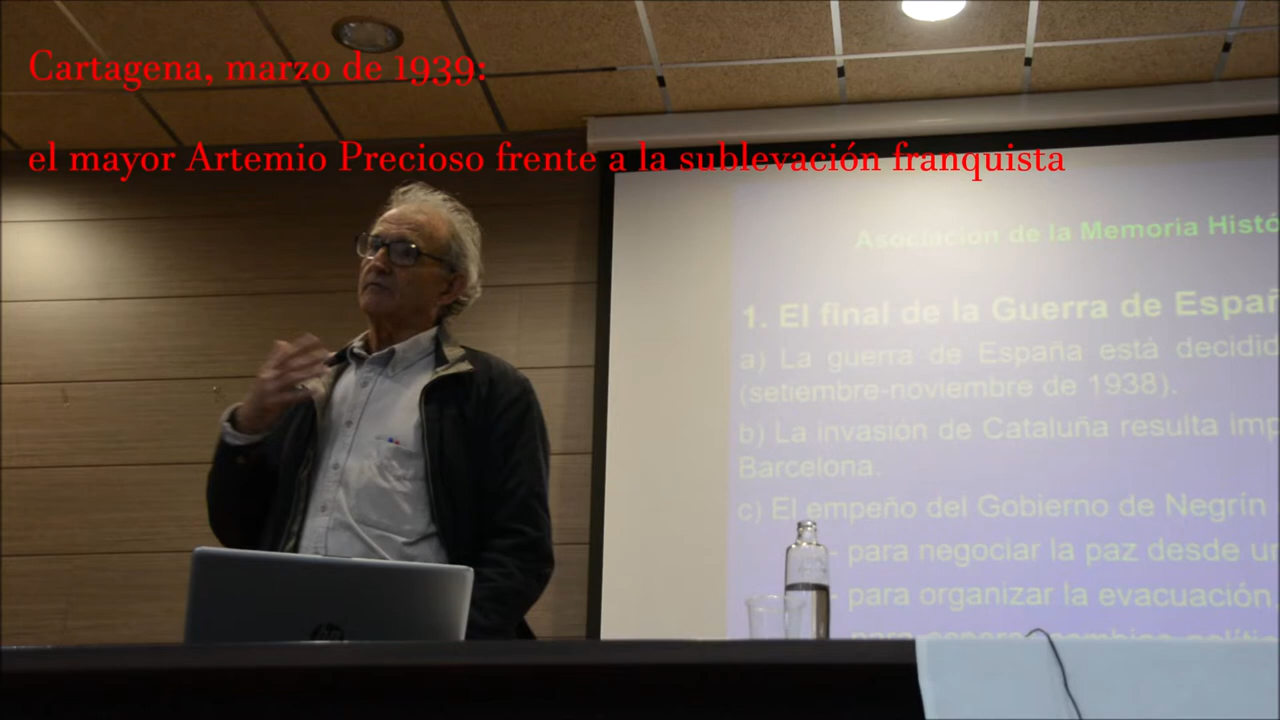 Cartagena, marzo de 1939:
el mayor Artemio Precioso frente a la sublevación franquista
Asociación de la Memoria Histó
1. El final de la Guerra de Españ
a) La guerra de España está decidid
(setiembre-noviembre de 1938).
b) La invasión de Cataluña resulta imp
Barcelona.
c) El empeño del Gobierno de Negrín
- para negociar la paz desde un
- para organizar la evacuación
hp